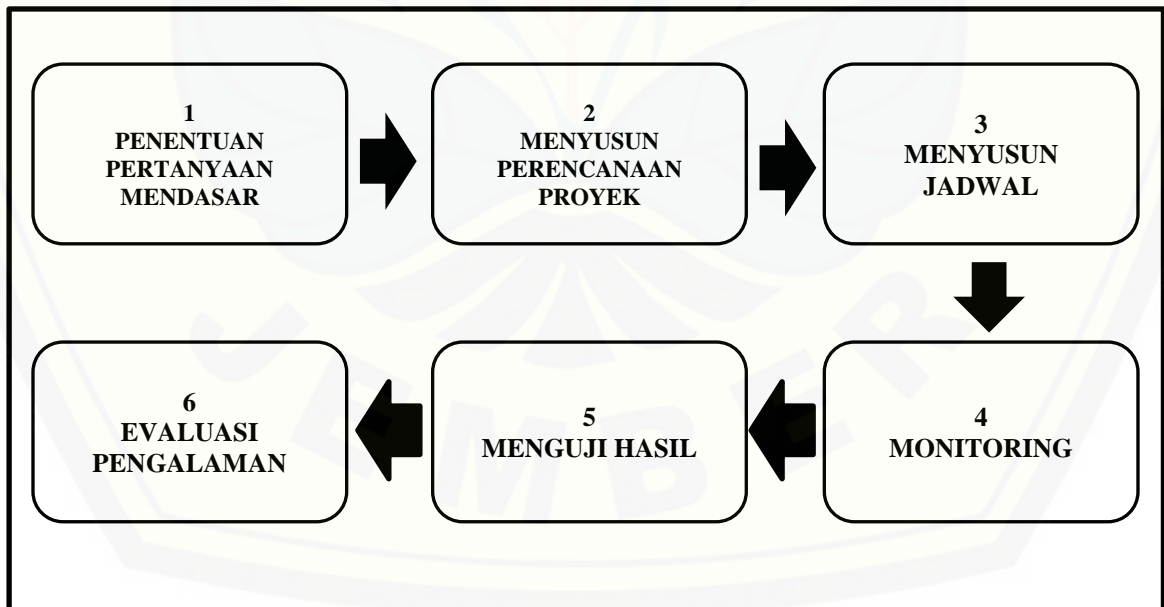 1
PENENTUAN
PERTANYAAN
MENDASAR
2
MENYUSUN
PERENCANAAN
PROYEK
3
MENYUSUN
JADWAL
4
MONITORING
5
MENGUJI HASIL
6
EVALUASI
PENGALAMAN
JEMBER